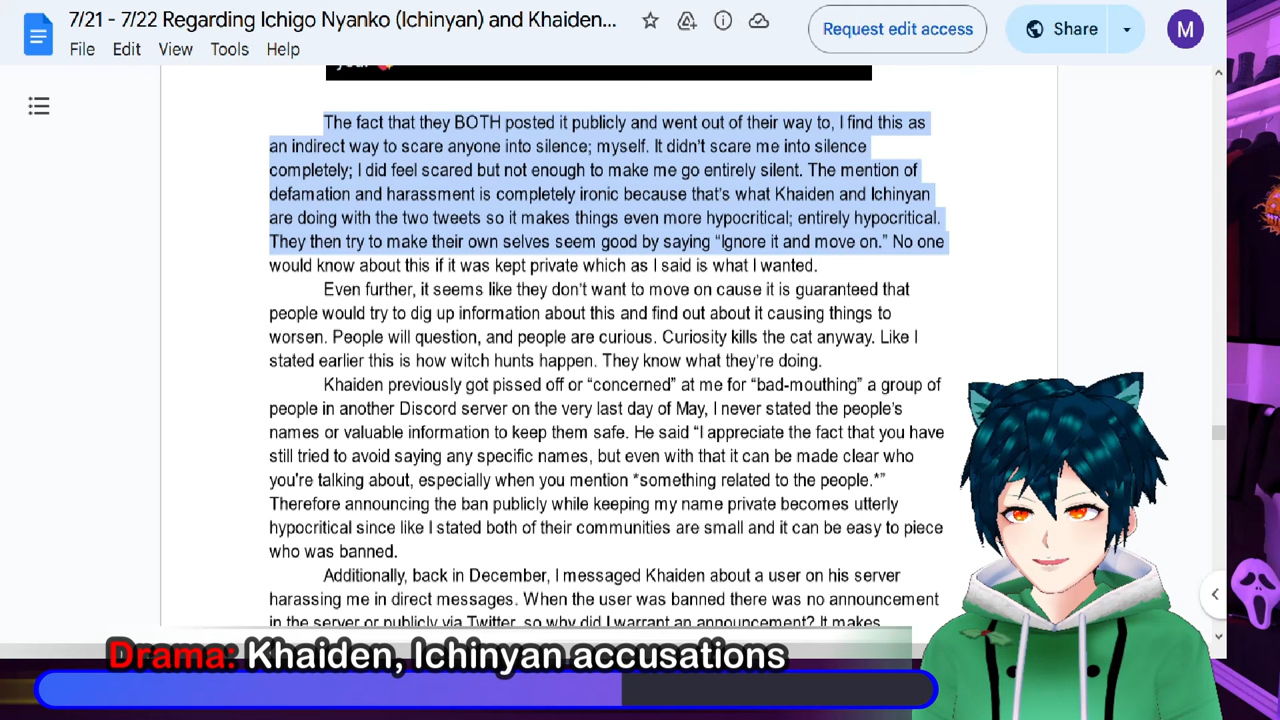 7/21 - 7/22 Regarding Ichigo Nyanko (Ichinyan) and Khaiden...
File Edit View Tools Help
Request edit access
Share
M
The fact that they BOTH posted it publicly and went out of their way to, I find this as
an indirect way to scare anyone into silence; myself. It didn't scare me into silence
completely; I did feel scared but not enough to make me go entirely silent. The mention of
defamation and harassment is completely ironic because that's what Khaiden and Ichinyan
are doing with the two tweets so it makes things even more hypocritical; entirely hypocritical.
They then try to make their own selves seem good by saying “Ignore it and move on.” No one
would know about this if it was kept private which as I said is what I wanted.
Even further, it seems like they don't want to move on cause it is guaranteed that
people would try to dig up information about this and find out about it causing things to
worsen. People will question, and people are curious. Curiosity kills the cat anyway. Like I
stated earlier this is how witch hunts happen. They know what they're doing.
Khaiden previously got pissed off or “concerned” at me for “bad-mouthing” a group of
people in another Discord server on the very last day of May, I never stated the people's
names or valuable information to keep them safe. He said “I appreciate the fact that you have
still tried to avoid saying any specific names, but even with that it can be made clear who
you're talking about, especially when you mention *something related to the people.*”
Therefore announcing the ban publicly while keeping my name private becomes utterly
hypocritical since like I stated both of their communities are small and it can be easy to piece
who was banned.
Additionally, back in December, I messaged Khaiden about a user on his server
harassing me in direct messages. When the user was banned there was no announcement
in the server or publicly via Twitter, so why did I warrant an announcement? It makes
Drama: Khaiden, Ichinyan accusations